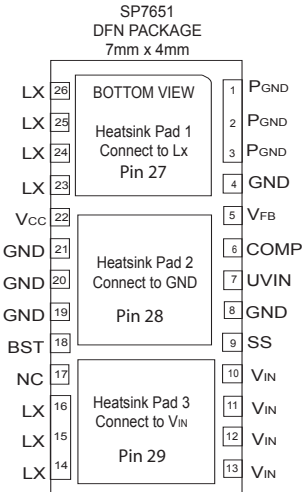 SP7651
DFN PACKAGE
7mm x 4mm
BOTTOM VIEW
Heatsink Pad 1
Connect to Lx
Pin 27
Heatsink Pad 2
Connect to GND
Pin 28
Heatsink Pad 3
Connect to VIN
Pin 29
LX 26
LX 25
LX 24
LX 23
VCC 22
GND 21
GND 20
GND 19
BST 18
NC 17
LX 16
LX 15
LX 14
1 PGND
2 PGND
3 PGND
4 GND
5 VFB
6 COMP
7 UVIN
8 GND
9 SS
10 VIN
11 VIN
12 VIN
13 VIN